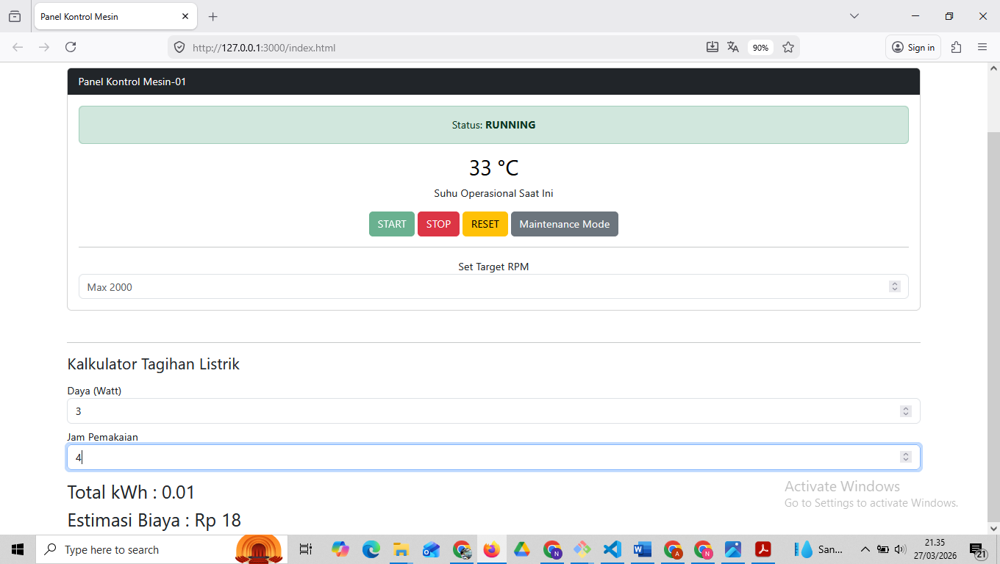 Panel Kontrol Mesin
http://127.0.0.1:3000/index.html
90%
Sign in
Panel Kontrol Mesin-01
Status: RUNNING
33 °C
Suhu Operasional Saat Ini
START STOP RESET Maintenance Mode
Set Target RPM
Max 2000
Kalkulator Tagihan Listrik
Daya (Watt)
3
Jam Pemakaian
4
Total kWh : 0.01
Estimasi Biaya : Rp 18
Activate Windows
Go to Settings to activate Windows.
Type here to search
San...
21.35
27/03/2026
21